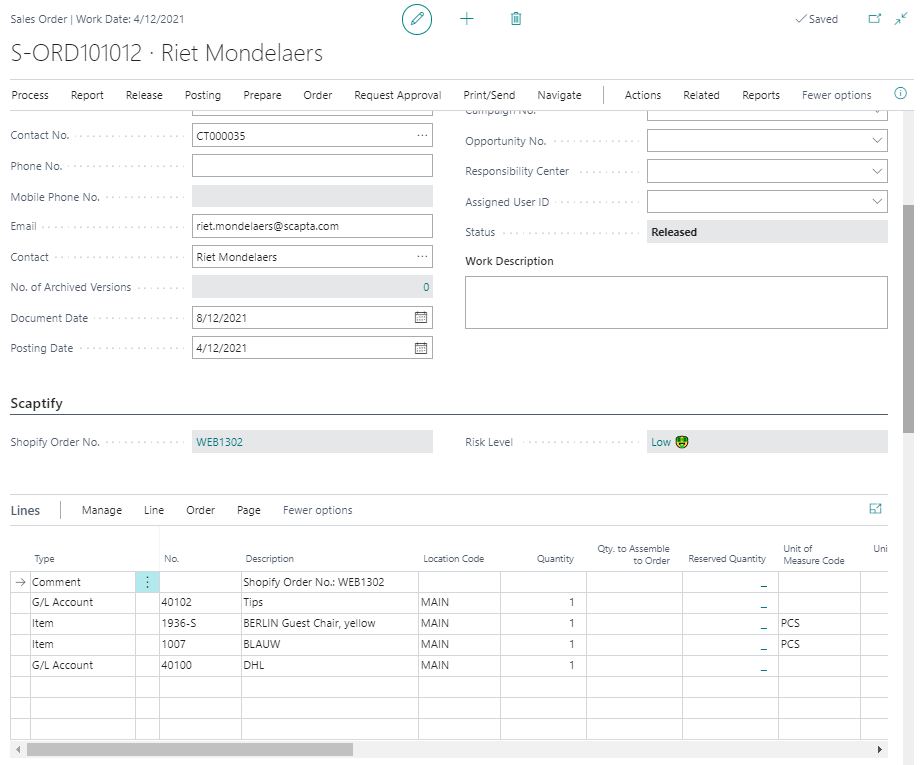 Sales Order | Work Date: 4/12/2021
Saved
S-ORD101012 · Riet Mondelaers
Process Report Release Posting Prepare Order Request Approval Print/Send Navigate Actions Related Reports Fewer options
Campaign No.
Contact No. CT000035
Opportunity No.
Phone No.
Responsibility Center
Mobile Phone No.
Assigned User ID
Email riet.mondelaers@scapta.com
Status Released
Contact Riet Mondelaers
Work Description
No. of Archived Versions 0
Document Date 8/12/2021
Posting Date 4/12/2021
Scaptify
Shopify Order No. WEB1302
Risk Level Low
Lines Manage Line Order Page Fewer options
Type No. Description Location Code Quantity Qty. to Assemble to Order Reserved Quantity Unit of Measure Code Uni
Comment Shopify Order No.: WEB1302 _
G/L Account 40102 Tips MAIN 1 _
Item 1936-S BERLIN Guest Chair, yellow MAIN 1 _ PCS
Item 1007 BLAUW MAIN 1 _ PCS
G/L Account 40100 DHL MAIN 1 _